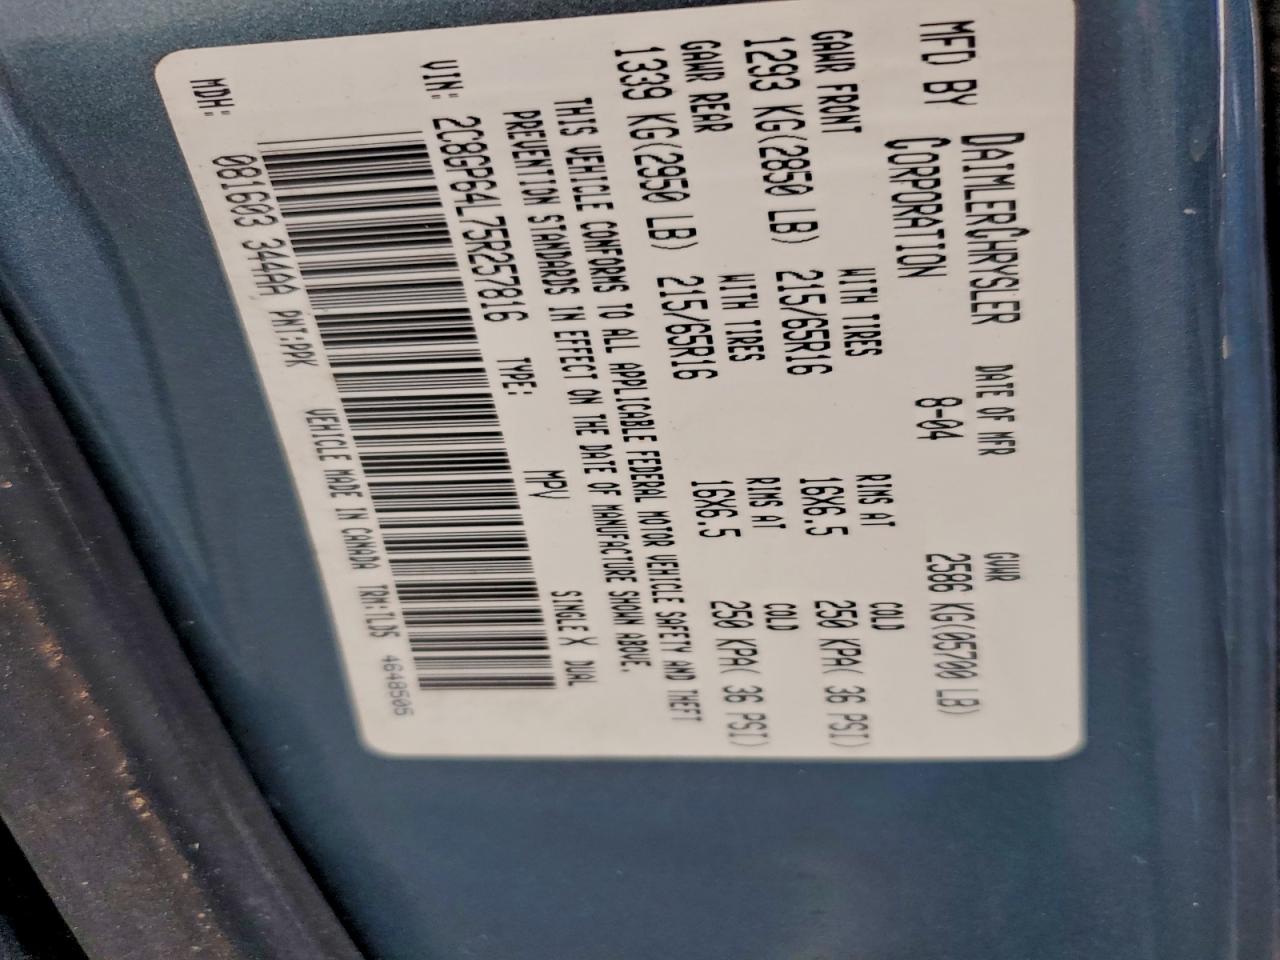 MFD BY DAIMLERCHRYSLER DATE OF MFR GVWR
CORPORATION 8-04 2586 KG(05700 LB)
GAWR FRONT WITH TIRES RIMS AT COLD
1293 KG(2850 LB) 215/65R16 16X6.5 250 KPA( 36 PSI)
GAWR REAR WITH TIRES RIMS AT COLD
1339 KG(2950 LB) 215/65R16 16X6.5 250 KPA( 36 PSI)
THIS VEHICLE CONFORMS TO ALL APPLICABLE FEDERAL MOTOR VEHICLE SAFETY AND THEFT
PREVENTION STANDARDS IN EFFECT ON THE DATE OF MANUFACTURE SHOWN ABOVE.
VIN: 2C8GP64L75R257816 TYPE: MPV SINGLE X DUAL
MDH: 081603 344AA PNT:PPK VEHICLE MADE IN CANADA TRM:TLDS 4648505